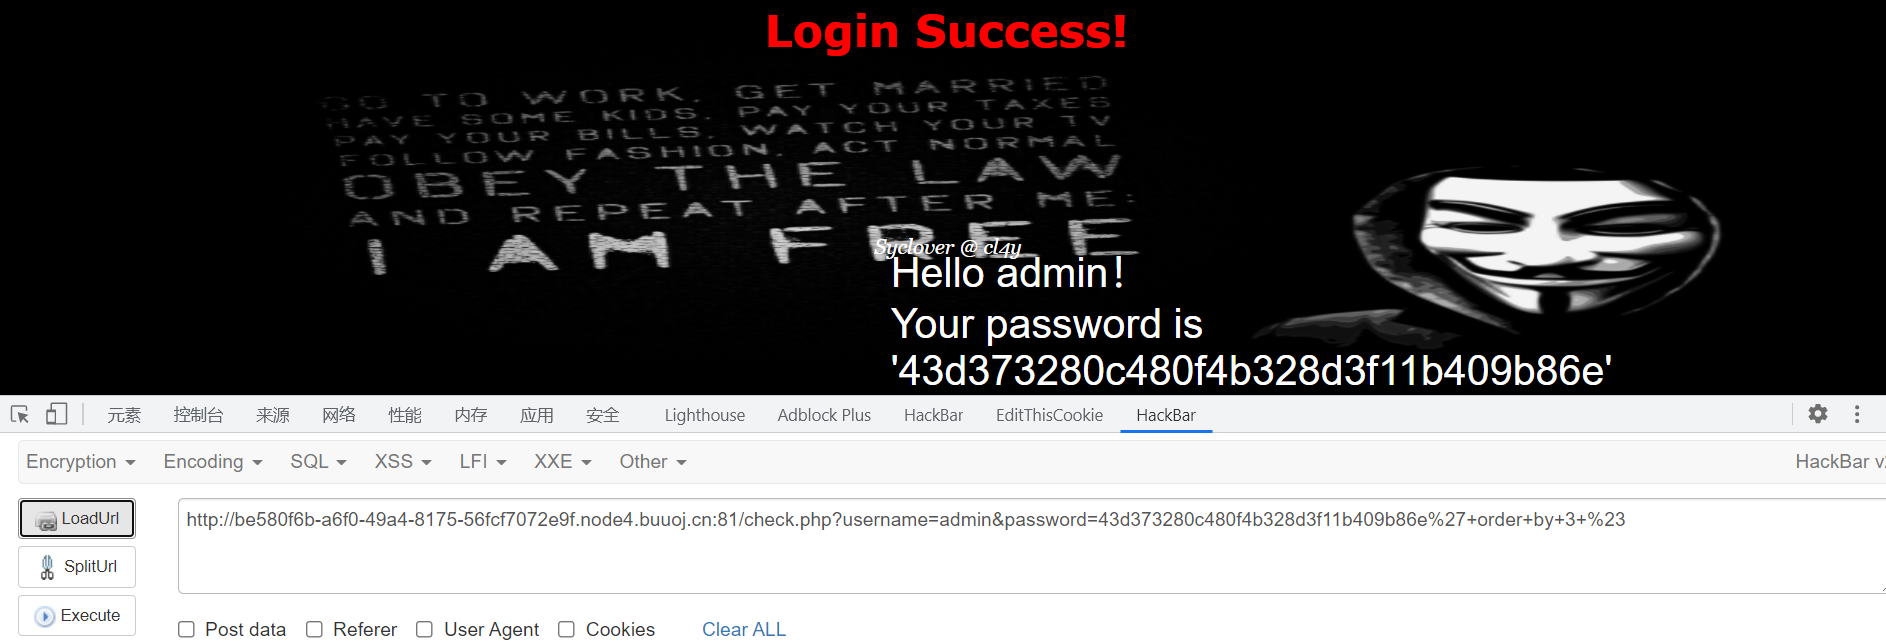 Login Success!
GO TO WORK, GET MARRIED
HAVE SOME KIDS, PAY YOUR TAXES
PAY YOUR BILLS, WATCH YOUR TV
FOLLOW FASHION, ACT NORMAL
OBEY THE LAW
AND REPEAT AFTER ME:
I AM FREE
Syclover @ cl4y
Hello admin！
Your password is
'43d373280c480f4b328d3f11b409b86e'
元素 控制台 来源 网络 性能 内存 应用 安全 Lighthouse Adblock Plus HackBar EditThisCookie HackBar
Encryption Encoding SQL XSS LFI XXE Other HackBar v
LoadUrl
http://be580f6b-a6f0-49a4-8175-56fcf7072e9f.node4.buuoj.cn:81/check.php?username=admin&password=43d373280c480f4b328d3f11b409b86e%27+order+by+3+%23
SplitUrl
Execute
Post data Referer User Agent Cookies Clear ALL